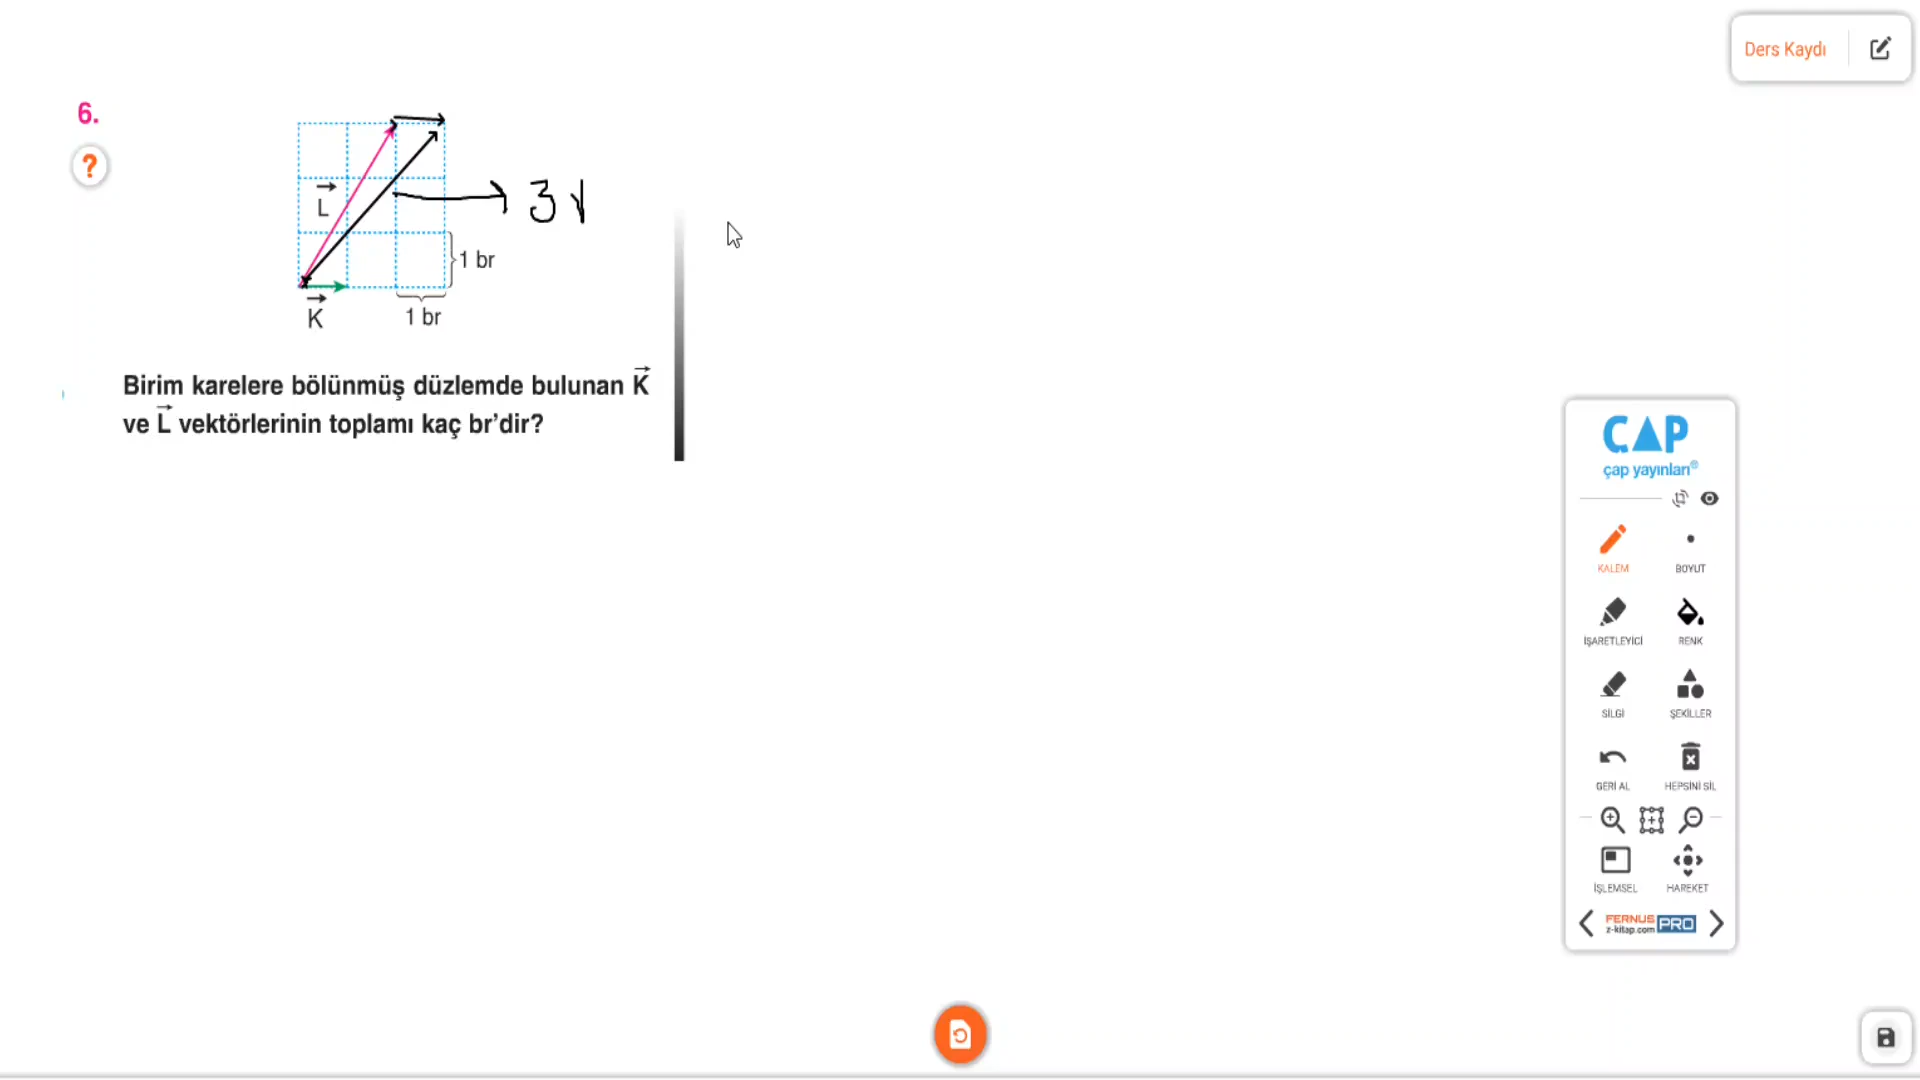 Ders Kaydı
6.
?
L
3 √
1 br
K
1 br
Birim karelere bölünmüş düzlemde bulunan K
ve L vektörlerinin toplamı kaç br'dir?
ÇAP
çap yayınları®
KALEM
BOYUT
İŞARETLEYİCİ
RENK
SİLGİ
ŞEKİLLER
GERİ AL
HEPSİNİ SİL
İŞLEMSEL
HAREKET
FERNUS PRO
z-kitap.com